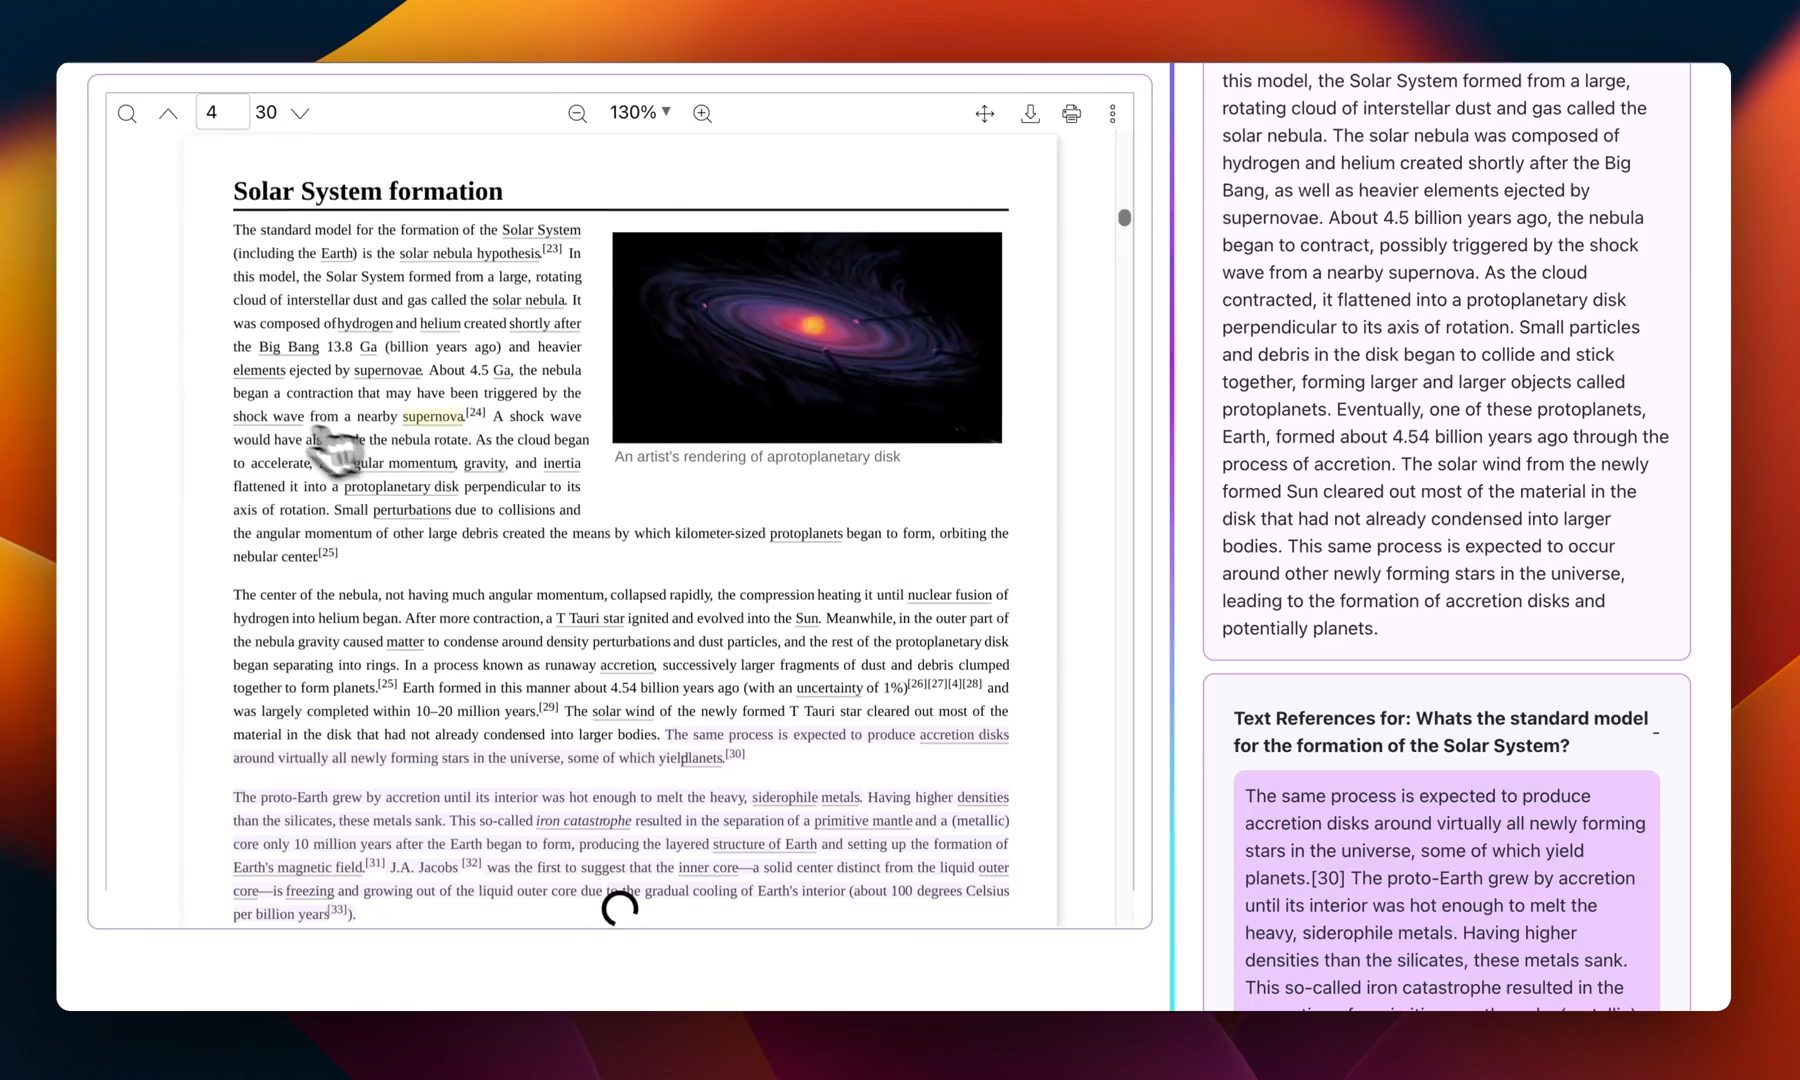 4 30 130%
Solar System formation
The standard model for the formation of the Solar System
(including the Earth) is the solar nebula hypothesis.[23] In
this model, the Solar System formed from a large, rotating
cloud of interstellar dust and gas called the solar nebula. It
was composed of hydrogen and helium created shortly after
the Big Bang 13.8 Ga (billion years ago) and heavier
elements ejected by supernovae. About 4.5 Ga, the nebula
began a contraction that may have been triggered by the
shock wave from a nearby supernova.[24] A shock wave
would have the nebula rotate. As the cloud began
to accelerate, momentum, gravity, and inertia
flattened it into a protoplanetary disk perpendicular to its
axis of rotation. Small perturbations due to collisions and
the angular momentum of other large debris created the means by which kilometer-sized protoplanets began to form, orbiting the
nebular center.[25]
An artist's rendering of aprotoplanetary disk
The center of the nebula, not having much angular momentum, collapsed rapidly, the compression heating it until nuclear fusion of
hydrogen into helium began. After more contraction, a T Tauri star ignited and evolved into the Sun. Meanwhile, in the outer part of
the nebula gravity caused matter to condense around density perturbations and dust particles, and the rest of the protoplanetary disk
began separating into rings. In a process known as runaway accretion, successively larger fragments of dust and debris clumped
together to form planets.[25] Earth formed in this manner about 4.54 billion years ago (with an uncertainty of 1%)[26][27][4][28] and
was largely completed within 10–20 million years.[29] The solar wind of the newly formed T Tauri star cleared out most of the
material in the disk that had not already condensed into larger bodies. The same process is expected to produce accretion disks
around virtually all newly forming stars in the universe, some of which yield planets.[30]
The proto-Earth grew by accretion until its interior was hot enough to melt the heavy, siderophile metals. Having higher densities
than the silicates, these metals sank. This so-called iron catastrophe resulted in the separation of a primitive mantle and a (metallic)
core only 10 million years after the Earth began to form, producing the layered structure of Earth and setting up the formation of
Earth's magnetic field.[31] J.A. Jacobs [32] was the first to suggest that the inner core—a solid center distinct from the liquid outer
core—is freezing and growing out of the liquid outer core due to the gradual cooling of Earth's interior (about 100 degrees Celsius
per billion years[33]).
this model, the Solar System formed from a large,
rotating cloud of interstellar dust and gas called the
solar nebula. The solar nebula was composed of
hydrogen and helium created shortly after the Big
Bang, as well as heavier elements ejected by
supernovae. About 4.5 billion years ago, the nebula
began to contract, possibly triggered by the shock
wave from a nearby supernova. As the cloud
contracted, it flattened into a protoplanetary disk
perpendicular to its axis of rotation. Small particles
and debris in the disk began to collide and stick
together, forming larger and larger objects called
protoplanets. Eventually, one of these protoplanets,
Earth, formed about 4.54 billion years ago through the
process of accretion. The solar wind from the newly
formed Sun cleared out most of the material in the
disk that had not already condensed into larger
bodies. This same process is expected to occur
around other newly forming stars in the universe,
leading to the formation of accretion disks and
potentially planets.
Text References for: Whats the standard model
for the formation of the Solar System?
The same process is expected to produce
accretion disks around virtually all newly forming
stars in the universe, some of which yield
planets.[30] The proto-Earth grew by accretion
until its interior was hot enough to melt the
heavy, siderophile metals. Having higher
densities than the silicates, these metals sank.
This so-called iron catastrophe resulted in the